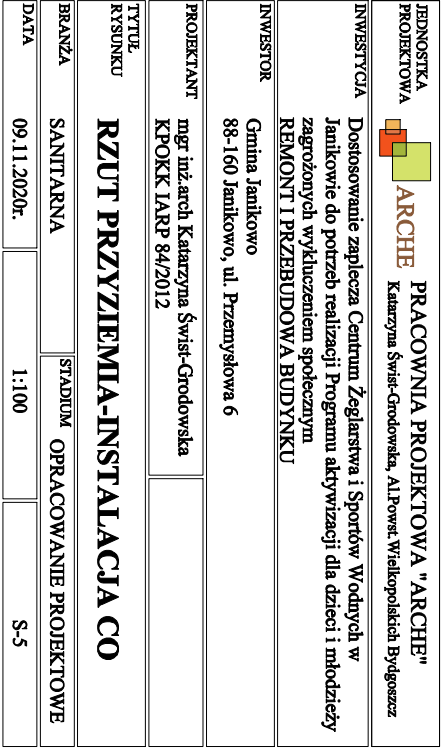 JEDNOSTKA
PROJEKTOWA
ARCHE
PRACOWNIA PROJEKTOWA "ARCHE"
Katarzyna Świst-Grodowska, Al.Powst.Wielkopolskich Bydgoszcz
INWESTYCJA
Dostosowanie zaplecza Centrum Żeglarstwa i Sportów Wodnych w
Janikowie do potrzeb realizacji Programu aktywizacji dla dzieci i młodzieży
zagrożonych wykluczeniem społecznym
REMONT I PRZEBUDOWA BUDYNKU
INWESTOR
Gmina Janikowo
88-160 Janikowo, ul. Przemysłowa 6
PROJEKTANT
mgr inż.arch Katarzyna Świst-Grodowska
KPOKK IARP 84/2012
TYTUŁ
RYSUNKU
RZUT PRZYZIEMIA-INSTALACJA CO
BRANŻA
SANITARNA
STADIUM OPRACOWANIE PROJEKTOWE
DATA
09.11.2020r.
1:100
S-5